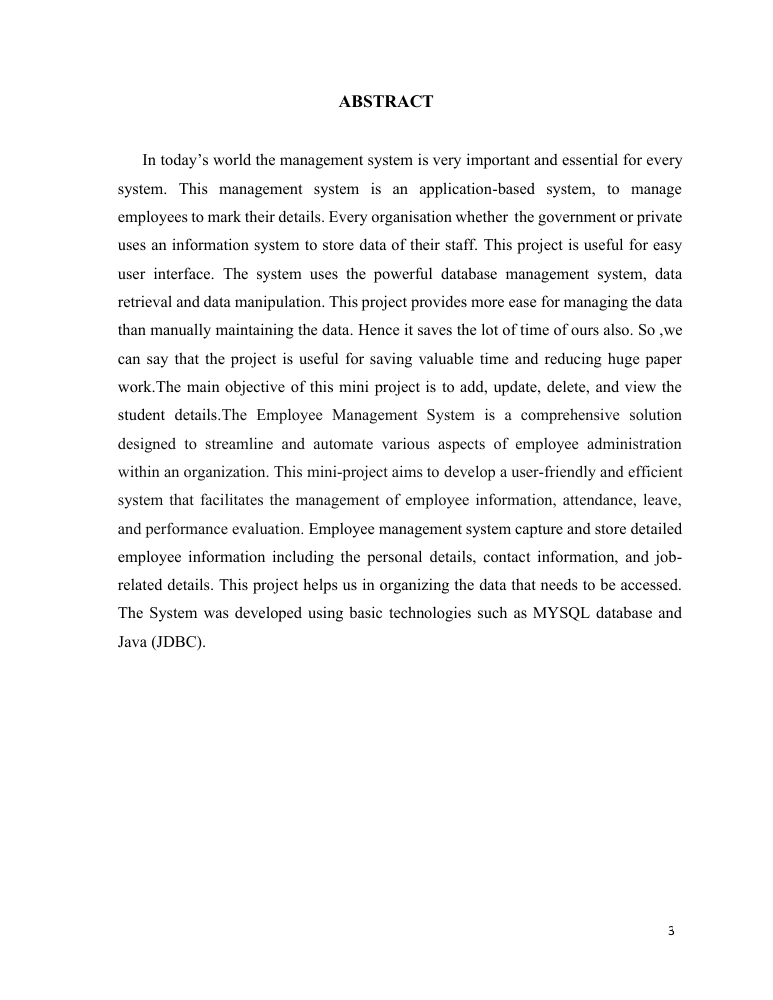 ABSTRACT
In today’s world the management system is very important and essential for every
system. This management system is an application-based system, to manage
employees to mark their details. Every organisation whether the government or private
uses an information system to store data of their staff. This project is useful for easy
user interface. The system uses the powerful database management system, data
retrieval and data manipulation. This project provides more ease for managing the data
than manually maintaining the data. Hence it saves the lot of time of ours also. So ,we
can say that the project is useful for saving valuable time and reducing huge paper
work.The main objective of this mini project is to add, update, delete, and view the
student details.The Employee Management System is a comprehensive solution
designed to streamline and automate various aspects of employee administration
within an organization. This mini-project aims to develop a user-friendly and efficient
system that facilitates the management of employee information, attendance, leave,
and performance evaluation. Employee management system capture and store detailed
employee information including the personal details, contact information, and job-
related details. This project helps us in organizing the data that needs to be accessed.
The System was developed using basic technologies such as MYSQL database and
Java (JDBC).
3